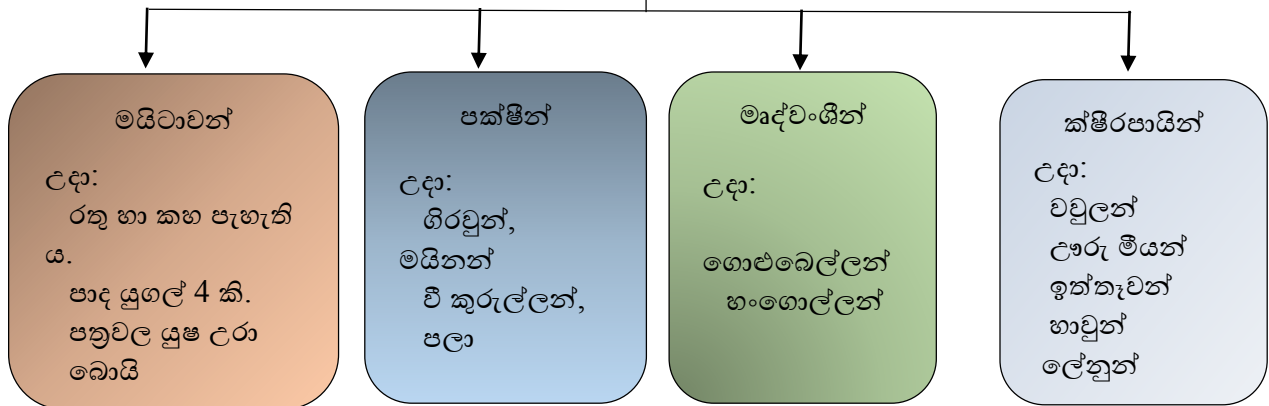 මයිටාවන්
උදා:
රතු හා කහ පැහැති
ය.
පාද යුගල් 4 කි.
පත්‍රවල යුෂ උරා
බොයි
පක්ෂීන්
උදා:
ගිරවුන්,
මයිනන්
වී කුරුල්ලන්,
පලා
මෘද්වංශීන්
උදා:
ගොළුබෙල්ලන්
හංගොල්ලන්
ක්ෂීරපායින්
උදා:
වවුලන්
ඌරු මීයන්
ඉත්තෑවන්
හාවුන්
ලේනුන්